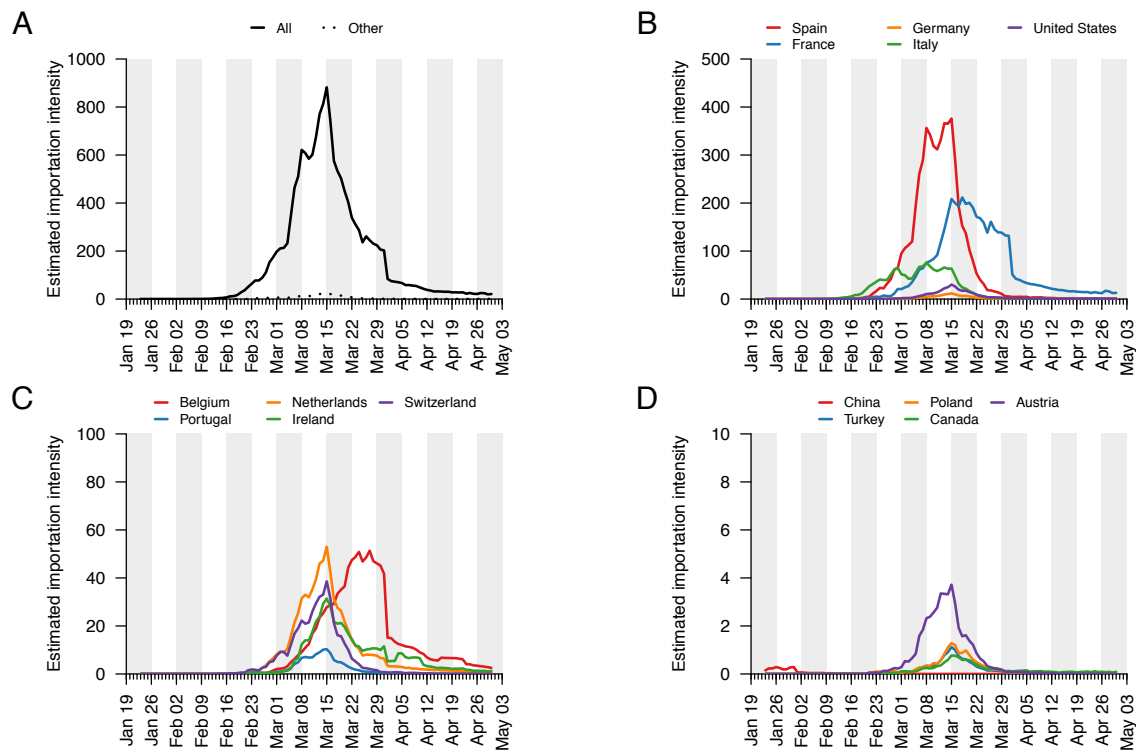 A
All Other
Estimated importation intensity
1000
800
600
400
200
0
Jan 19 Jan 26 Feb 02 Feb 09 Feb 16 Feb 23 Mar 01 Mar 08 Mar 15 Mar 22 Mar 29 Apr 05 Apr 12 Apr 19 Apr 26 May 03
B
Spain Germany United States
France Italy
Estimated importation intensity
500
400
300
200
100
0
Jan 19 Jan 26 Feb 02 Feb 09 Feb 16 Feb 23 Mar 01 Mar 08 Mar 15 Mar 22 Mar 29 Apr 05 Apr 12 Apr 19 Apr 26 May 03
C
Belgium Netherlands Switzerland
Portugal Ireland
Estimated importation intensity
100
80
60
40
20
0
Jan 19 Jan 26 Feb 02 Feb 09 Feb 16 Feb 23 Mar 01 Mar 08 Mar 15 Mar 22 Mar 29 Apr 05 Apr 12 Apr 19 Apr 26 May 03
D
China Poland Austria
Turkey Canada
Estimated importation intensity
10
8
6
4
2
0
Jan 19 Jan 26 Feb 02 Feb 09 Feb 16 Feb 23 Mar 01 Mar 08 Mar 15 Mar 22 Mar 29 Apr 05 Apr 12 Apr 19 Apr 26 May 03